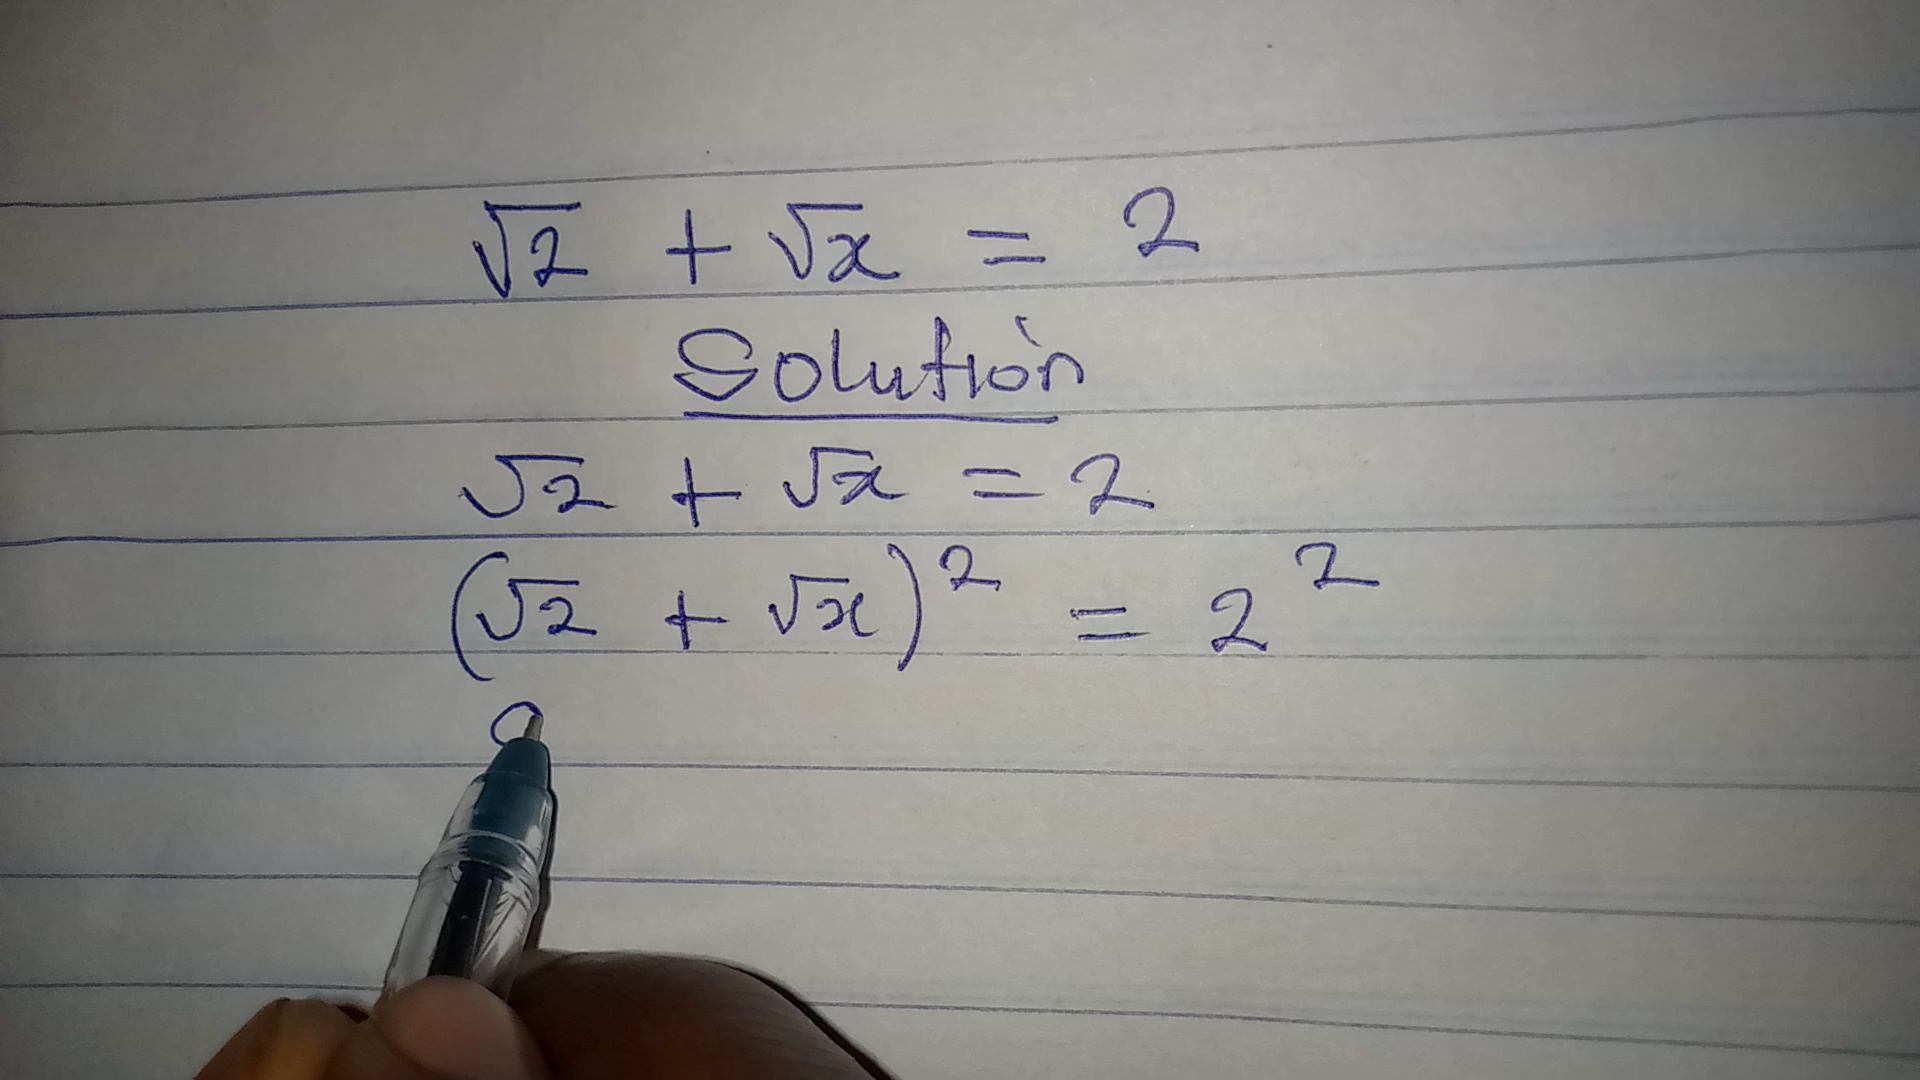 √2 + √x = 2
Solution
√2 + √x = 2
(√2 + √x)² = 2²